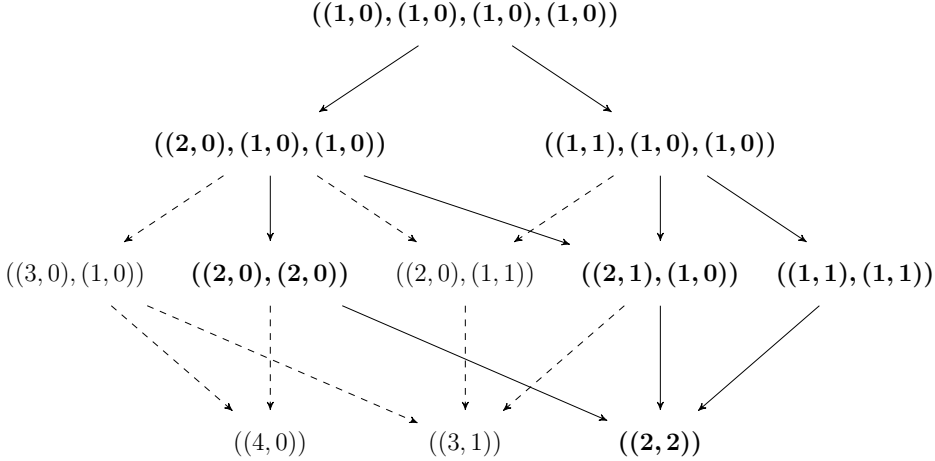 ((1, 0), (1, 0), (1, 0), (1, 0))
((2, 0), (1, 0), (1, 0)) ((1, 1), (1, 0), (1, 0))
((3, 0), (1, 0)) ((2, 0), (2, 0)) ((2, 0), (1, 1)) ((2, 1), (1, 0)) ((1, 1), (1, 1))
((4, 0)) ((3, 1)) ((2, 2))